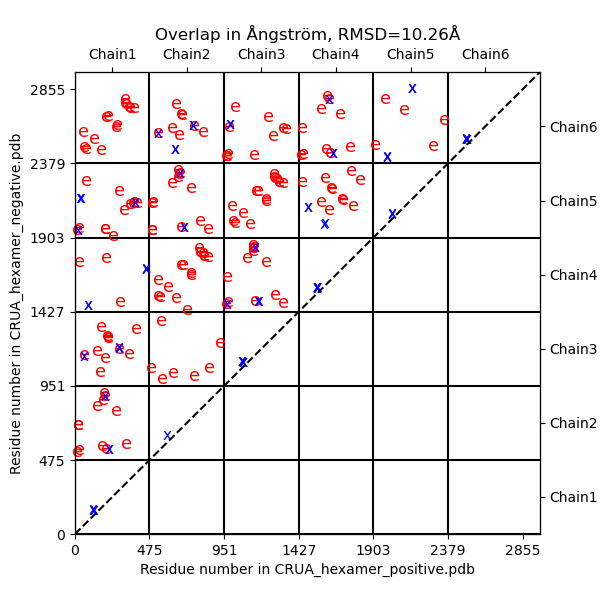 Overlap in Ångström, RMSD=10.26Å
Chain1 Chain2 Chain3 Chain4 Chain5 Chain6
2855
2379
1903
1427
951
475
0
Chain6
Chain5
Chain4
Chain3
Chain2
Chain1
Residue number in CRUA_hexamer_negative.pdb
0 475 951 1427 1903 2379 2855
Residue number in CRUA_hexamer_positive.pdb